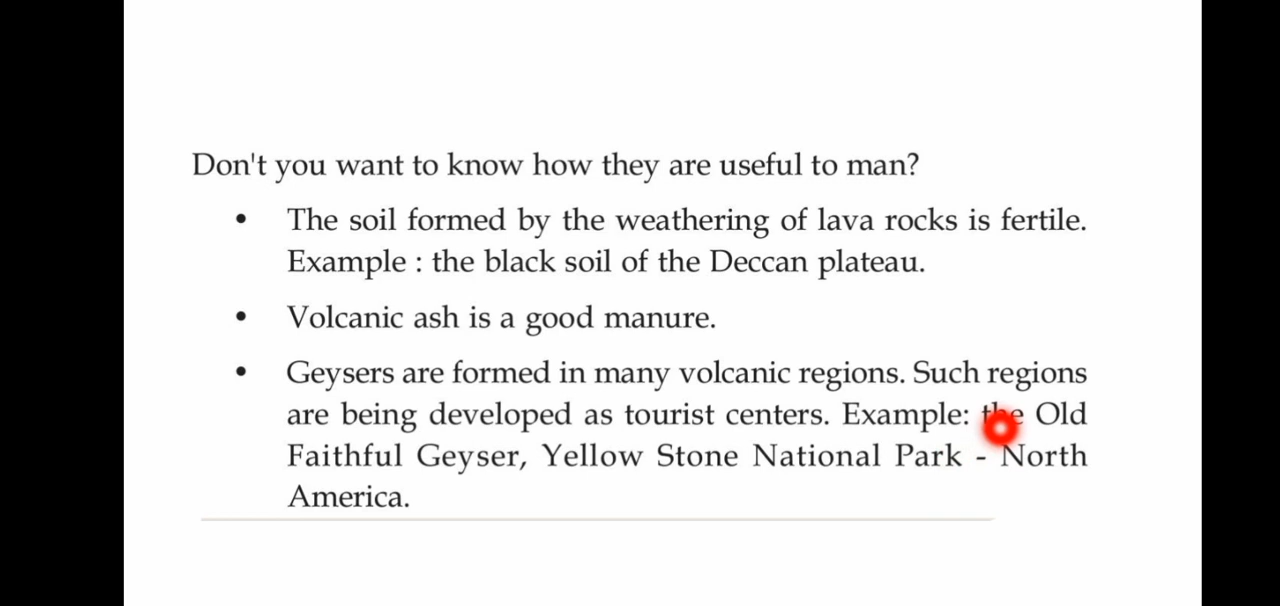 Don't you want to know how they are useful to man?
• The soil formed by the weathering of lava rocks is fertile.
Example : the black soil of the Deccan plateau.
• Volcanic ash is a good manure.
• Geysers are formed in many volcanic regions. Such regions
are being developed as tourist centers. Example: the Old
Faithful Geyser, Yellow Stone National Park - North
America.